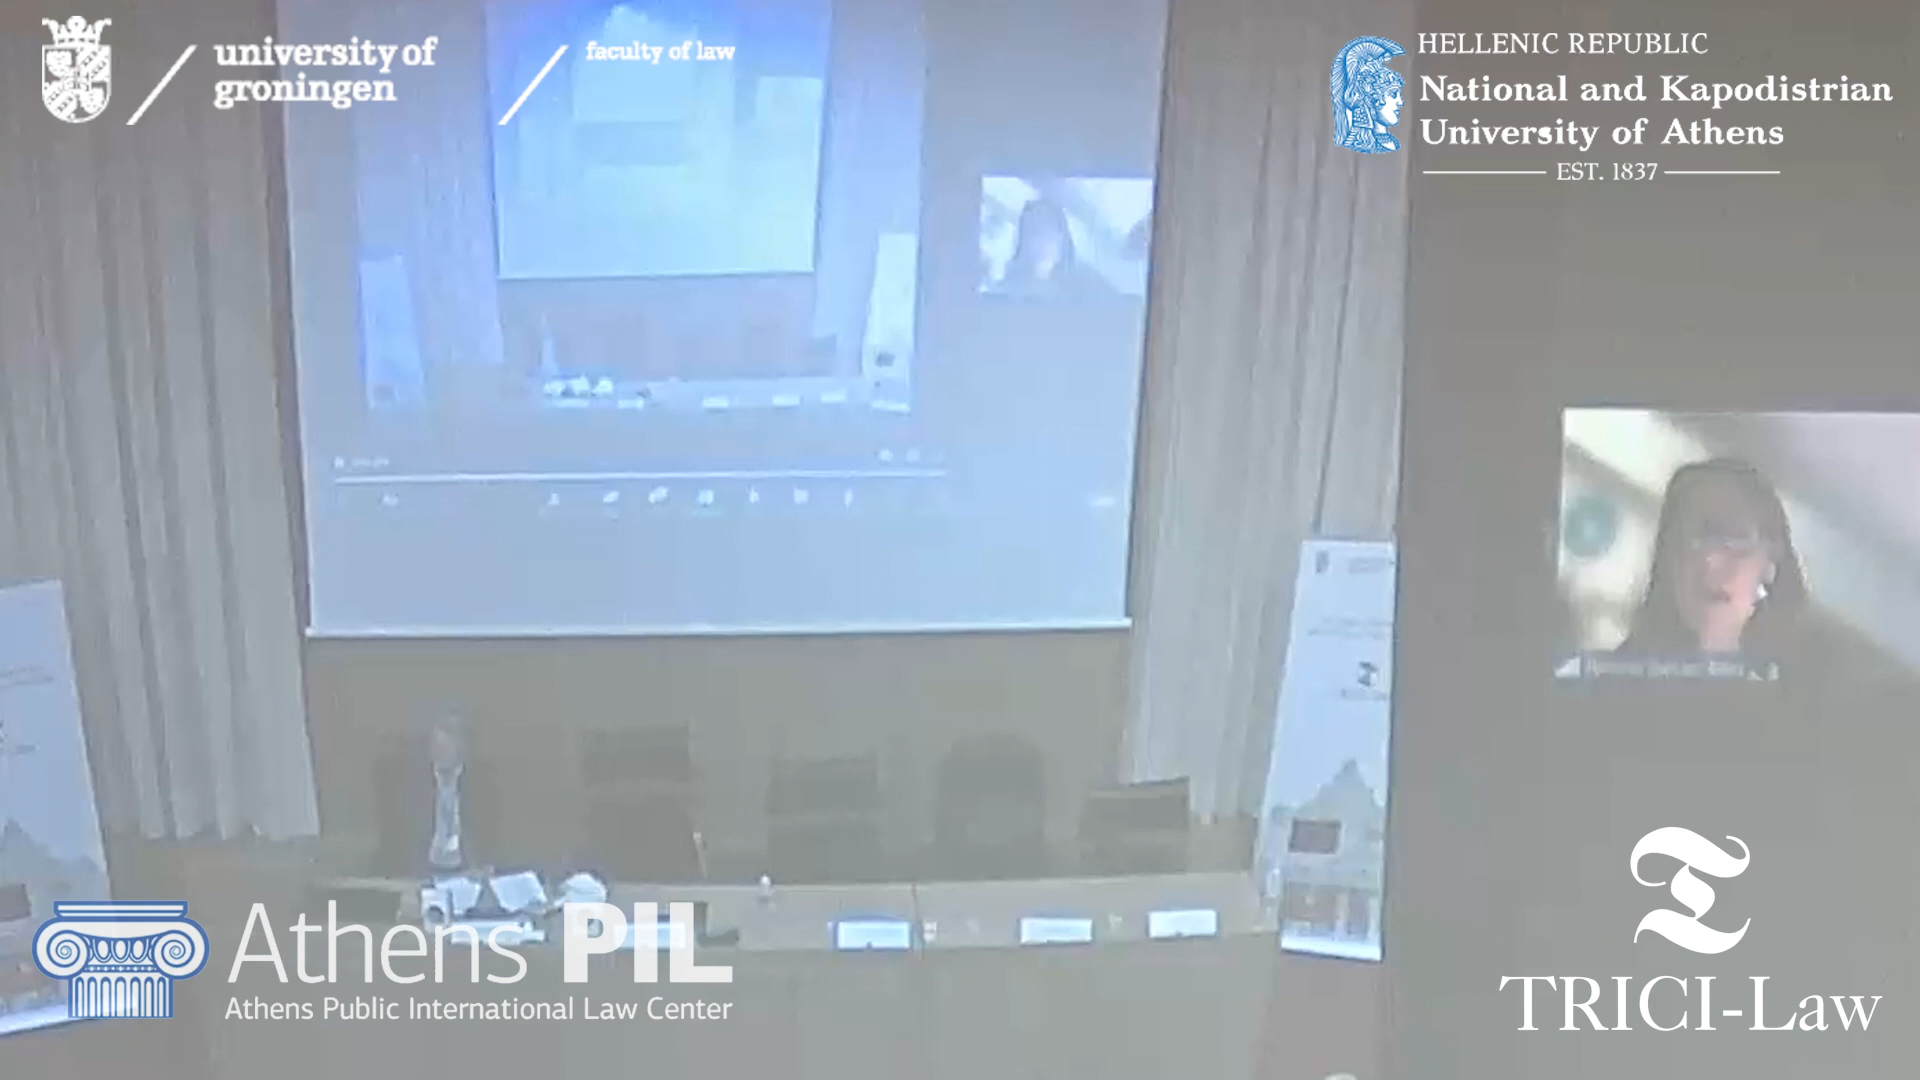 university of
groningen
faculty of law
HELLENIC REPUBLIC
National and Kapodistrian
University of Athens
EST. 1837
Athens PIL
Athens Public International Law Center
TRICI-Law